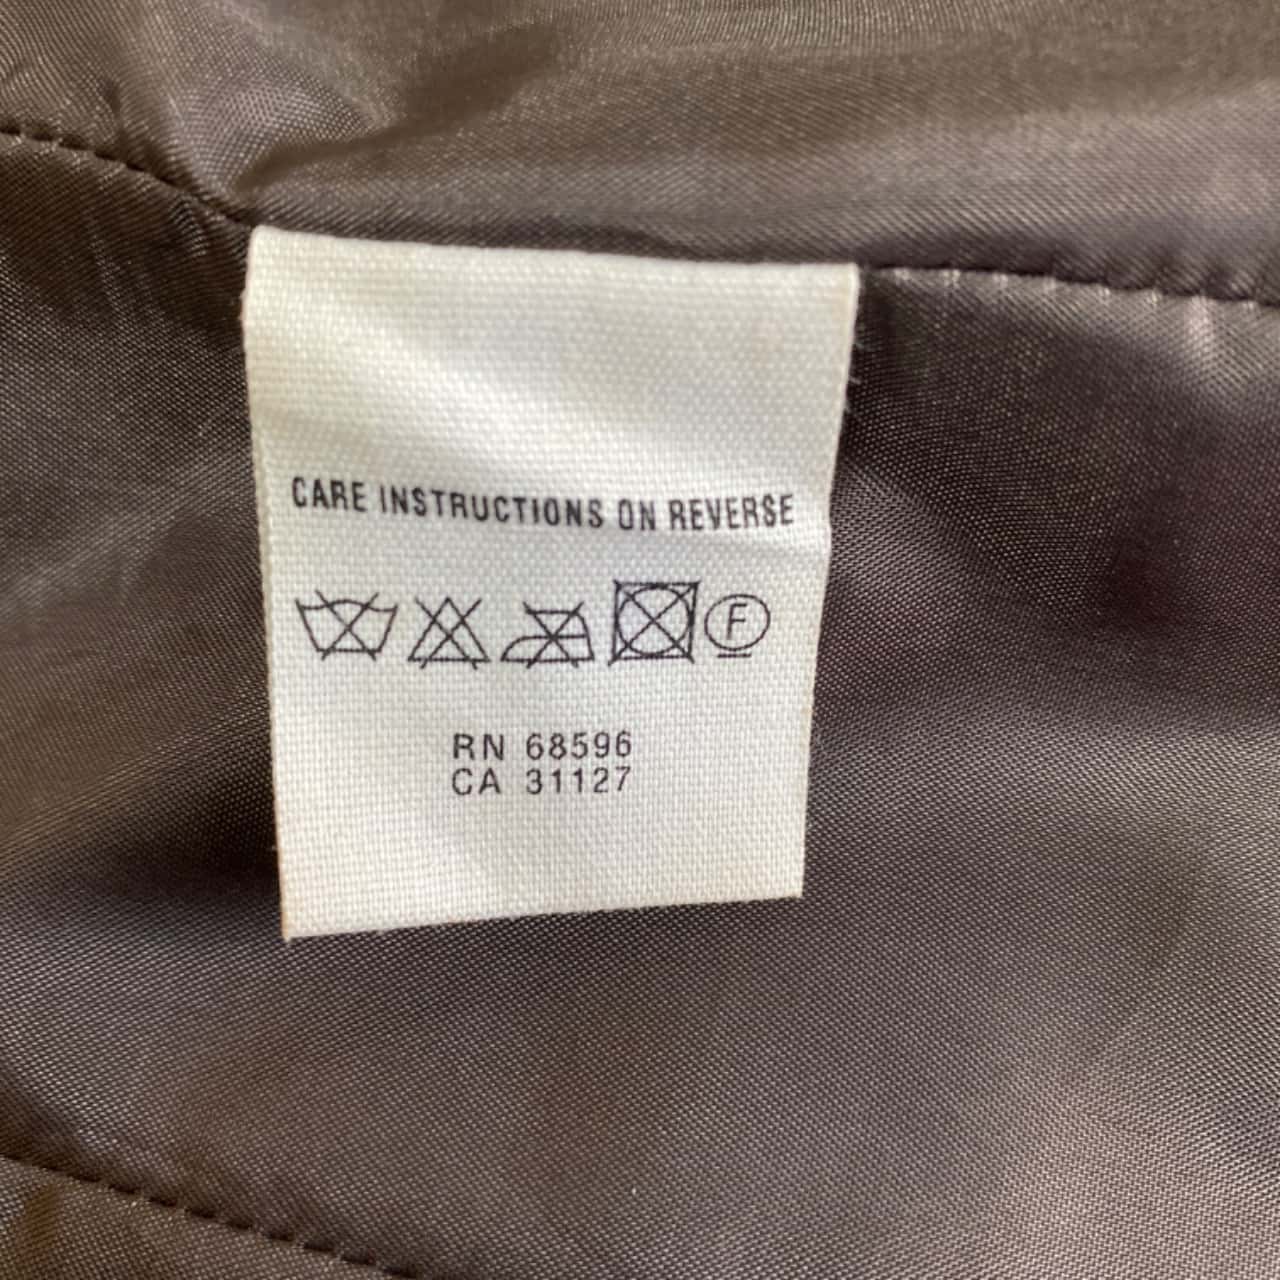 CARE INSTRUCTIONS ON REVERSE
F
RN 68596
CA 31127